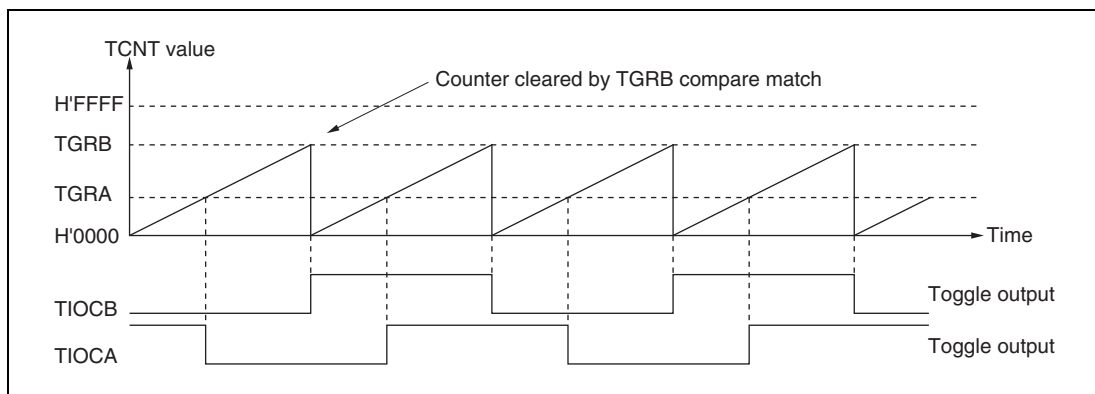 TCNT value
Counter cleared by TGRB compare match
H'FFFF
TGRB
TGRA
H'0000
Time
TIOCB
Toggle output
TIOCA
Toggle output